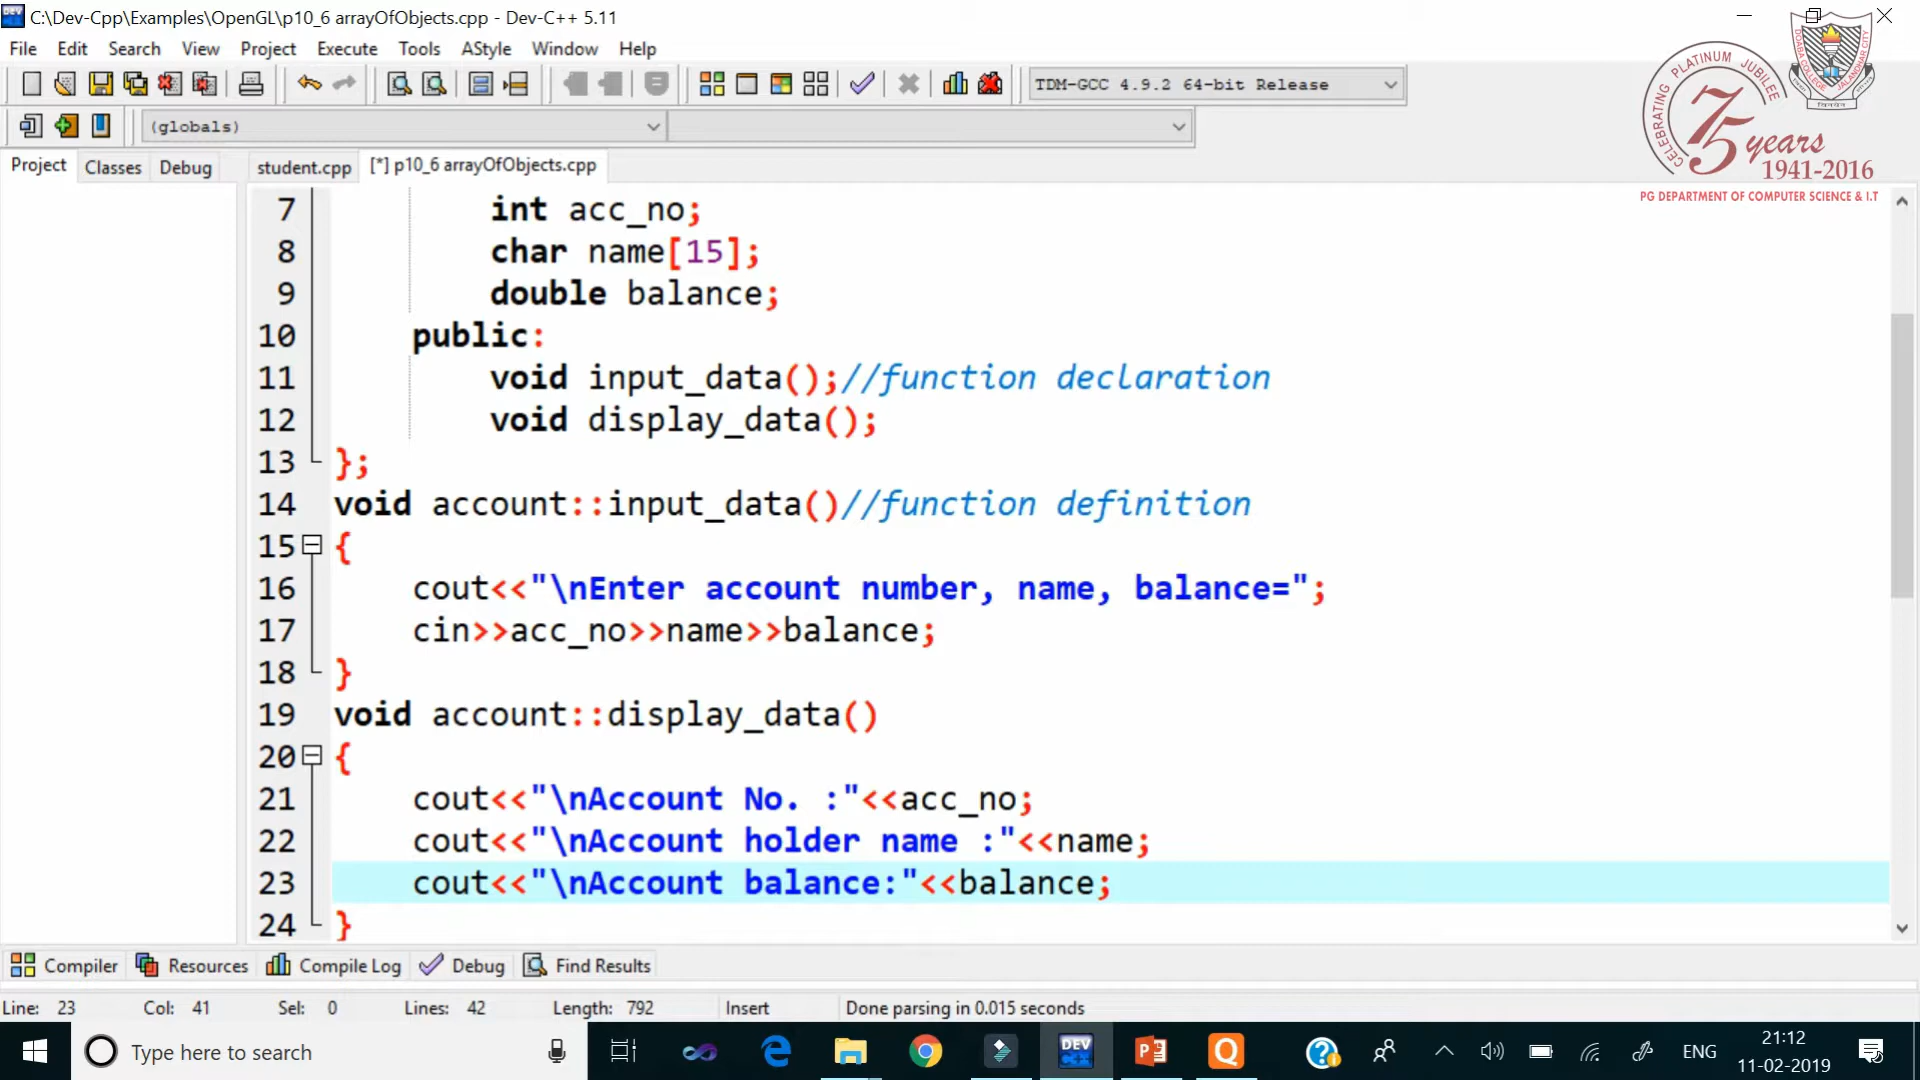 C:\Dev-Cpp\Examples\OpenGL\p10_6 arrayOfObjects.cpp - Dev-C++ 5.11
File Edit Search View Project Execute Tools AStyle Window Help
TDM-GCC 4.9.2 64-bit Release
(globals)
CELEBRATING PLATINUM JUBILEE
75 years
1941-2016
PG DEPARTMENT OF COMPUTER SCIENCE & I.T
DOABA COLLEGE JALANDHAR CITY
Project Classes Debug student.cpp [*] p10_6 arrayOfObjects.cpp
7 int acc_no;
8 char name[15];
9 double balance;
10 public:
11 void input_data();//function declaration
12 void display_data();
13 };
14 void account::input_data()//function definition
15 {
16 cout<<"\nEnter account number, name, balance=";
17 cin>>acc_no>>name>>balance;
18 }
19 void account::display_data()
20 {
21 cout<<"\nAccount No. :"<<acc_no;
22 cout<<"\nAccount holder name :"<<name;
23 cout<<"\nAccount balance:"<<balance;
24 }
Compiler Resources Compile Log Debug Find Results
Line: 23 Col: 41 Sel: 0 Lines: 42 Length: 792 Insert Done parsing in 0.015 seconds
Type here to search
DEV C++
ENG
21:12
11-02-2019